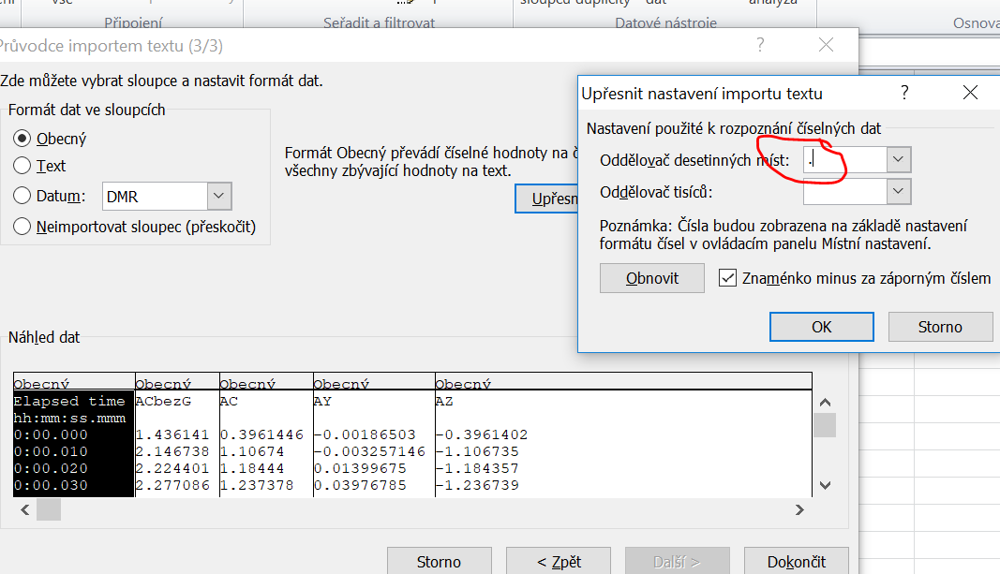 vše
sloupců duplicity
dat
analýza
Připojení
Seřadit a filtrovat
Datové nástroje
Osnova
Průvodce importem textu (3/3)
?
Zde můžete vybrat sloupce a nastavit formát dat.
Formát dat ve sloupcích
Obecný
Text
Datum:
DMR
Neimportovat sloupec (přeskočit)
Formát Obecný převádí číselné hodnoty na č
všechny zbývající hodnoty na text.
Upřesn
Upřesnit nastavení importu textu
?
Nastavení použité k rozpoznání číselných dat
Oddělovač desetinných míst:
.
Oddělovač tisíců:
Poznámka: Čísla budou zobrazena na základě nastavení
formátu čísel v ovládacím panelu Místní nastavení.
Obnovit
Znaménko minus za záporným číslem
OK
Storno
Náhled dat
Obecný Obecný Obecný Obecný Obecný
Elapsed time ACbezG AC AY AZ
hh:mm:ss.mmm
0:00.000 1.436141 0.3961446 -0.00186503 -0.3961402
0:00.010 2.146738 1.10674 -0.003257146 -1.106735
0:00.020 2.224401 1.18444 0.01399675 -1.184357
0:00.030 2.277086 1.237378 0.03976785 -1.236739
Storno
< Zpět
Další >
Dokončit